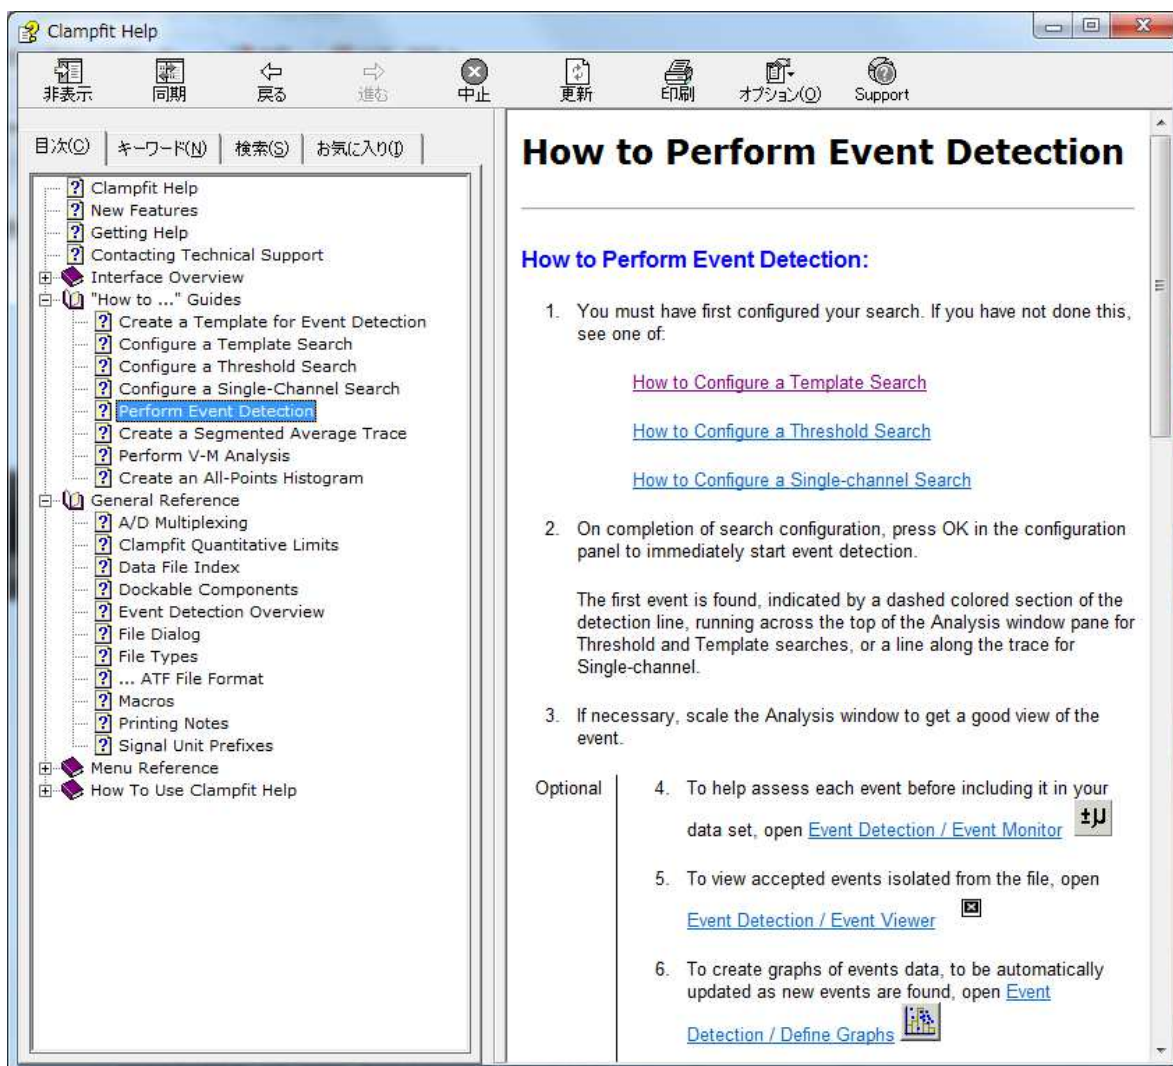 Clampfit Help
非表示 同期 戻る 進む 中止 更新 印刷 オプション(O) Support
目次(C) キーワード(N) 検索(S) お気に入り(I)
Clampfit Help
New Features
Getting Help
Contacting Technical Support
Interface Overview
"How to ..." Guides
Create a Template for Event Detection
Configure a Template Search
Configure a Threshold Search
Configure a Single-Channel Search
Perform Event Detection
Create a Segmented Average Trace
Perform V-M Analysis
Create an All-Points Histogram
General Reference
A/D Multiplexing
Clampfit Quantitative Limits
Data File Index
Dockable Components
Event Detection Overview
File Dialog
File Types
... ATF File Format
Macros
Printing Notes
Signal Unit Prefixes
Menu Reference
How To Use Clampfit Help
How to Perform Event Detection
How to Perform Event Detection:
1. You must have first configured your search. If you have not done this,
see one of:
How to Configure a Template Search
How to Configure a Threshold Search
How to Configure a Single-channel Search
2. On completion of search configuration, press OK in the configuration
panel to immediately start event detection.
The first event is found, indicated by a dashed colored section of the
detection line, running across the top of the Analysis window pane for
Threshold and Template searches, or a line along the trace for
Single-channel.
3. If necessary, scale the Analysis window to get a good view of the
event.
Optional
4. To help assess each event before including it in your
data set, open Event Detection / Event Monitor ±μ
5. To view accepted events isolated from the file, open
Event Detection / Event Viewer
6. To create graphs of events data, to be automatically
updated as new events are found, open Event
Detection / Define Graphs